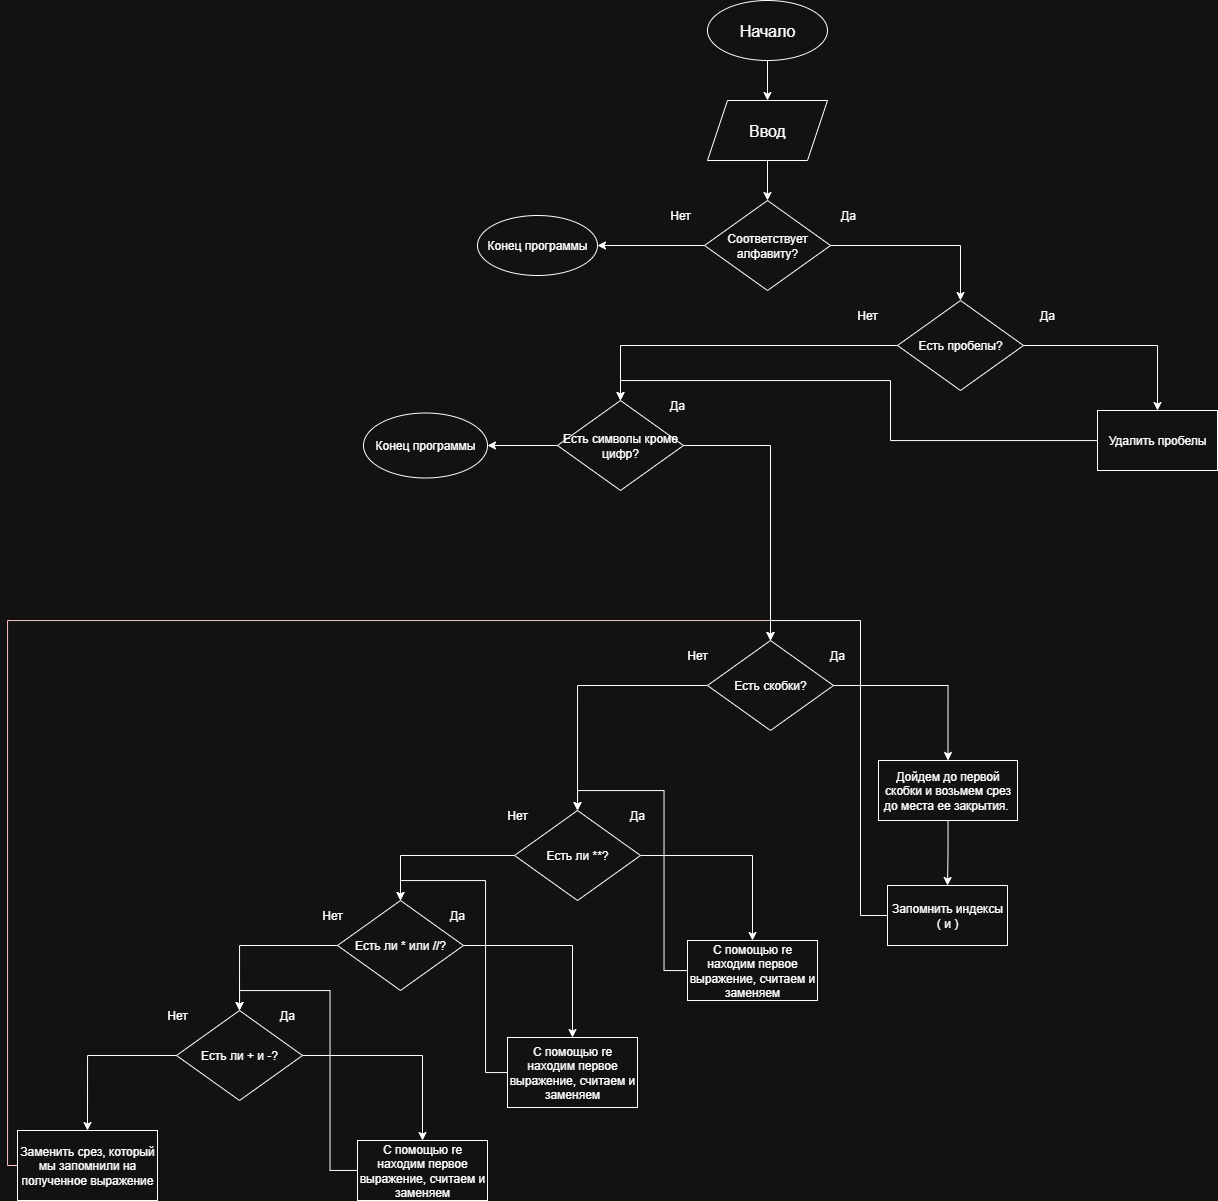 Начало
Ввод
Нет
Да
Соответствует
алфавиту?
Конец программы
Нет
Да
Есть пробелы?
Да
Есть символы кроме
цифр?
Конец программы
Удалить пробелы
Нет
Да
Есть скобки?
Дойдем до первой
скобки и возьмем срез
до места ее закрытия.
Нет
Да
Есть ли **?
Запомнить индексы
( и )
Нет
Да
Есть ли * или //?
С помощью re
находим первое
выражение, считаем и
заменяем
Нет
Да
Есть ли + и -?
С помощью re
находим первое
выражение, считаем и
заменяем
Заменить срез, который
мы запомнили на
полученное выражение
С помощью re
находим первое
выражение, считаем и
заменяем